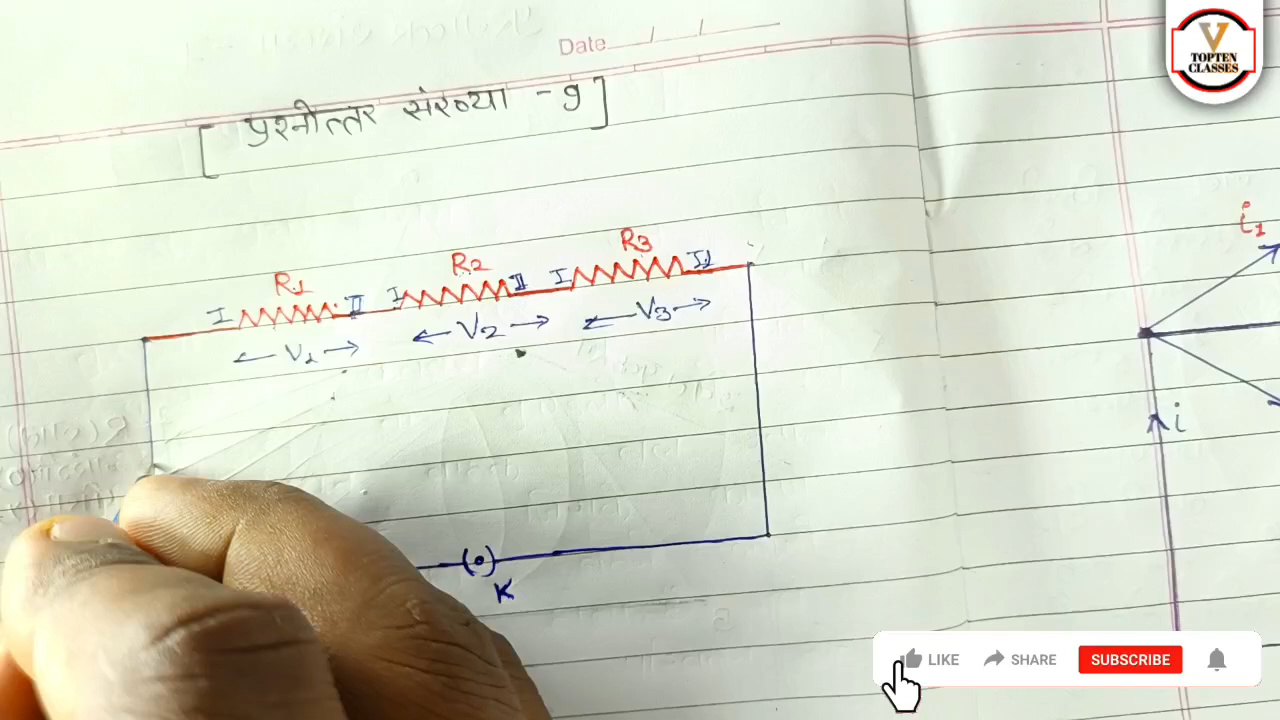 Date / /
[ प्रश्नोत्तर संख्या - 9 ]
V
TOPTEN
CLASSES
R1 R2 R3
I II I II I II
V1 V2 V3
K
i1
i
LIKE SHARE SUBSCRIBE